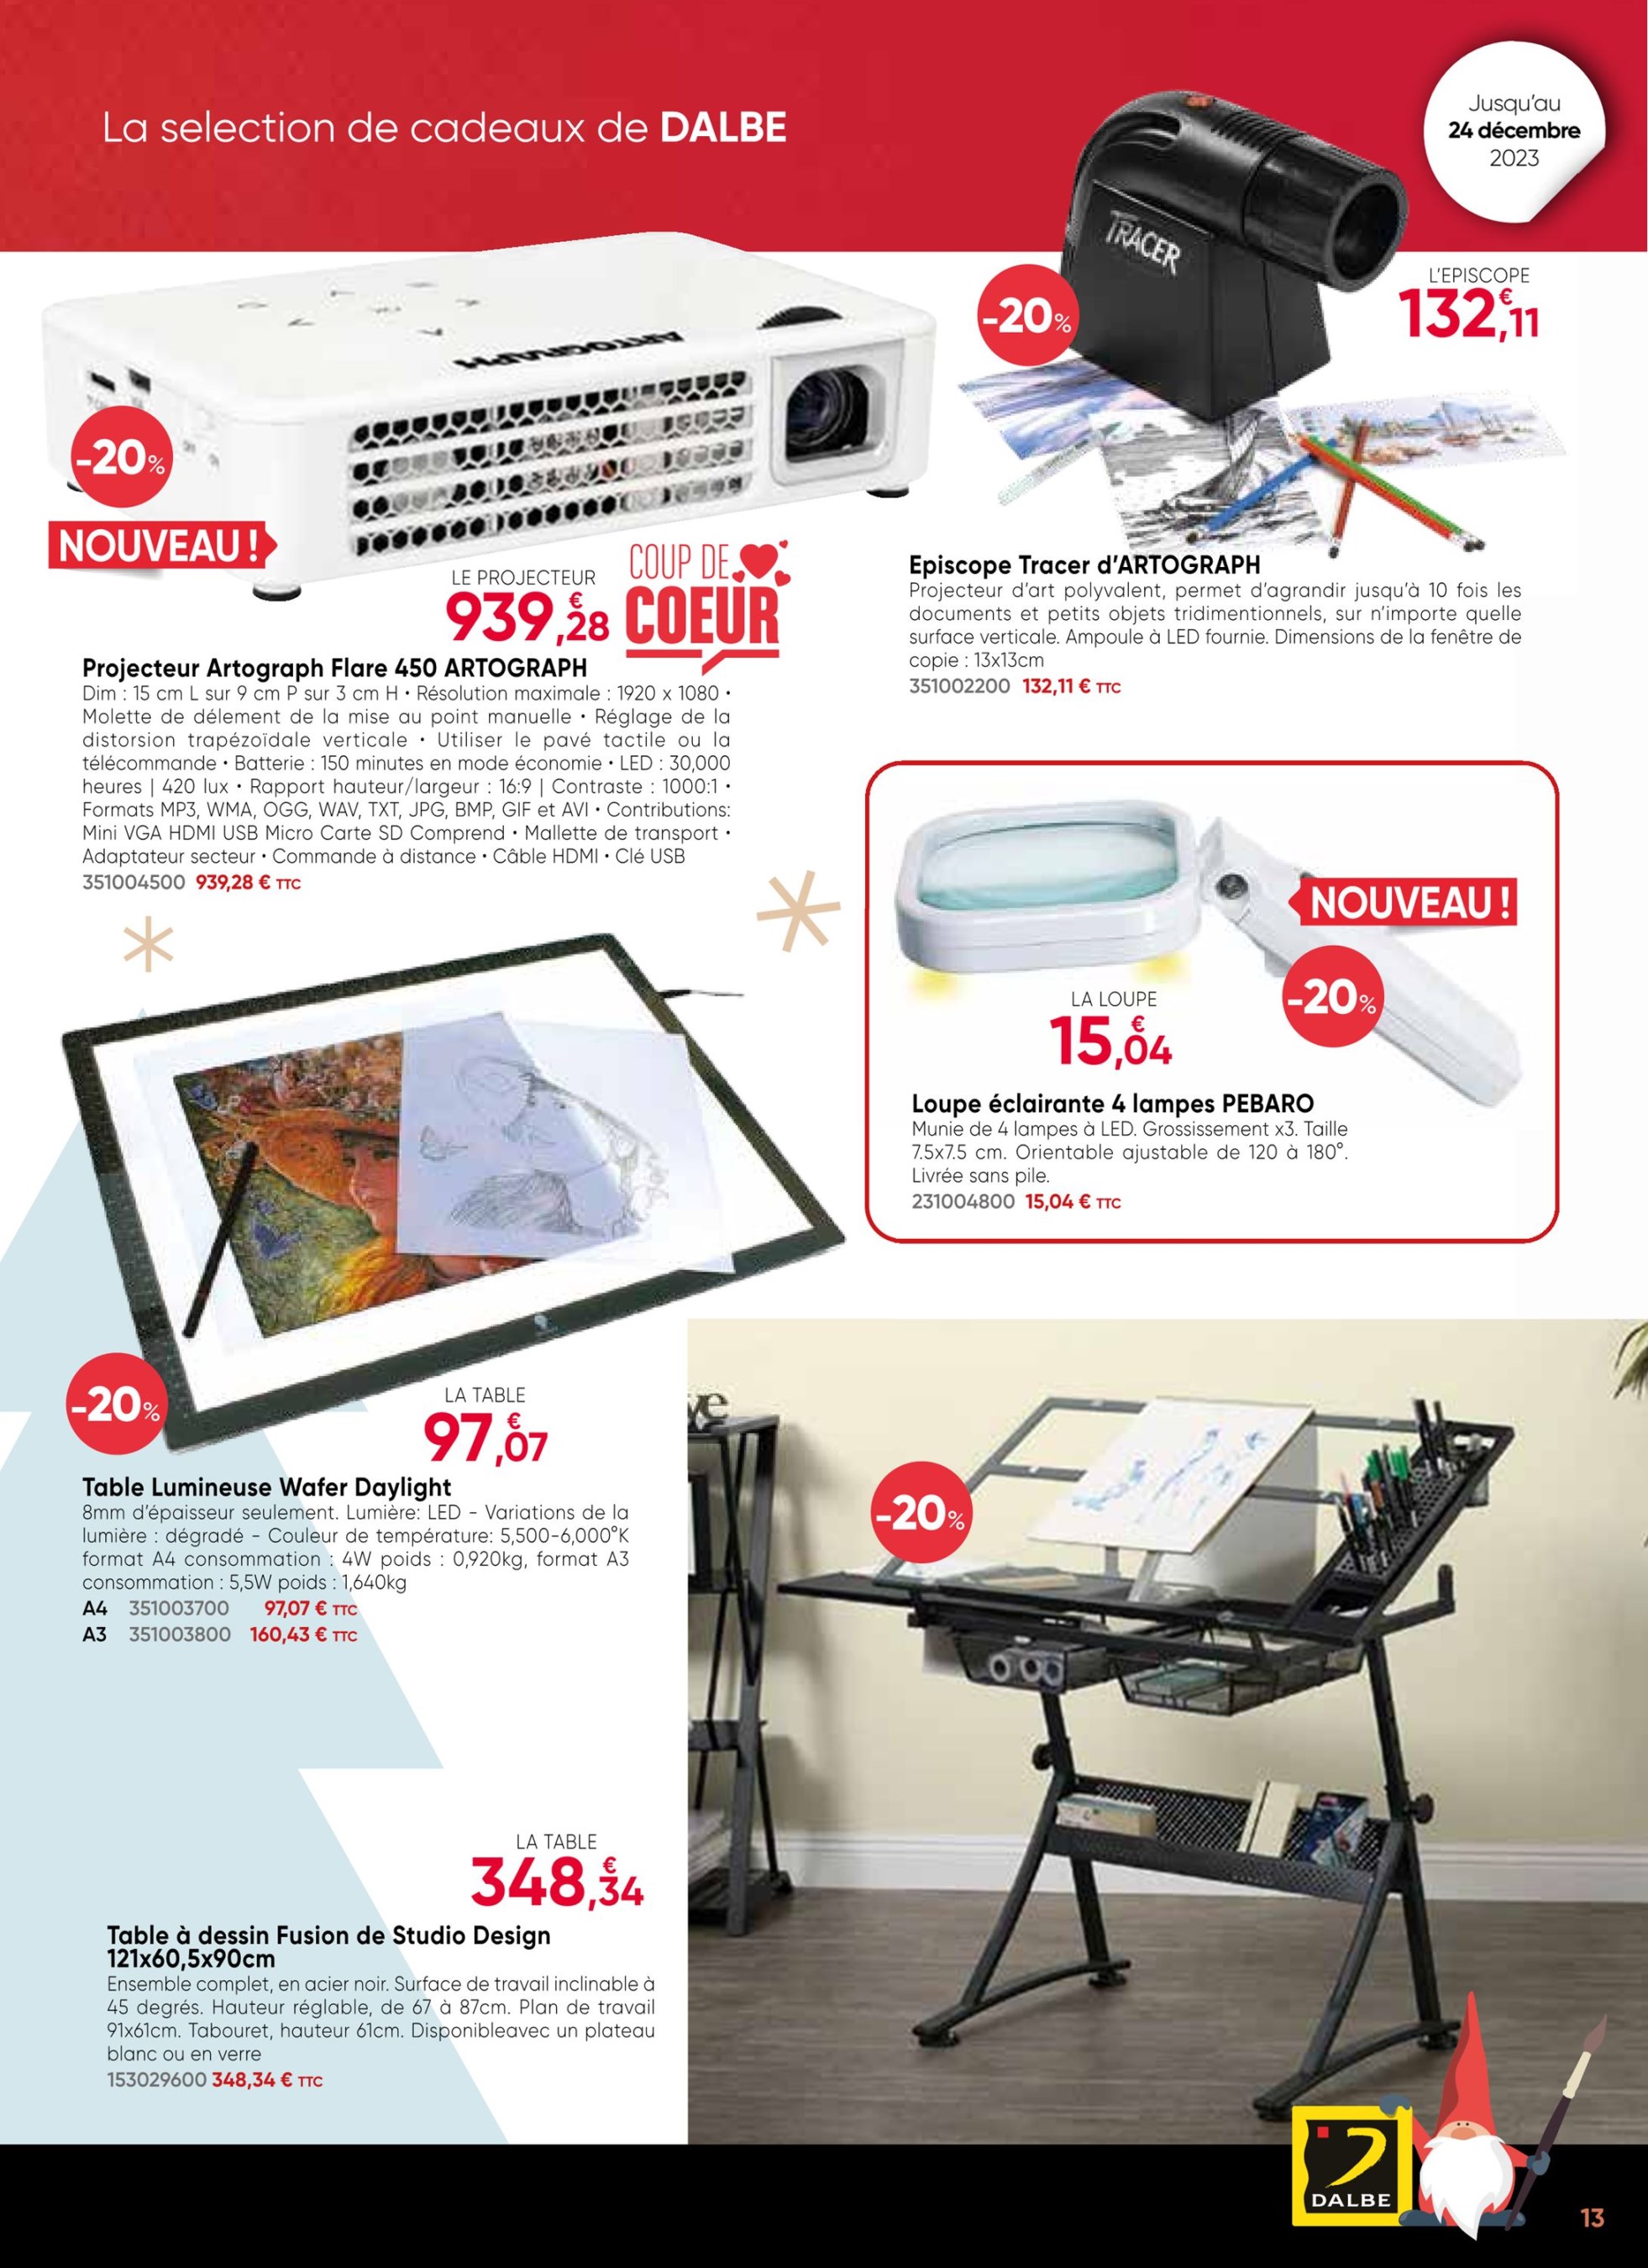 La selection de cadeaux de DALBE
Jusqu'au
24 décembre
2023
TRACER
-20%
L'EPISCOPE
132,€11
ARTOGRAPH
-20%
NOUVEAU !
LE PROJECTEUR
939,€28
COUP DE
COEUR
Projecteur Artograph Flare 450 ARTOGRAPH
Dim : 15 cm L sur 9 cm P sur 3 cm H • Résolution maximale : 1920 x 1080 •
Molette de délement de la mise au point manuelle • Réglage de la
distorsion trapézoïdale verticale • Utiliser le pavé tactile ou la
télécommande • Batterie : 150 minutes en mode économie • LED : 30,000
heures | 420 lux • Rapport hauteur/largeur : 16:9 | Contraste : 1000:1 •
Formats MP3, WMA, OGG, WAV, TXT, JPG, BMP, GIF et AVI • Contributions:
Mini VGA HDMI USB Micro Carte SD Comprend • Mallette de transport •
Adaptateur secteur • Commande à distance • Câble HDMI • Clé USB
351004500 939,28 € TTC
Episcope Tracer d'ARTOGRAPH
Projecteur d'art polyvalent, permet d'agrandir jusqu'à 10 fois les
documents et petits objets tridimentionnels, sur n'importe quelle
surface verticale. Ampoule à LED fournie. Dimensions de la fenêtre de
copie : 13x13cm
351002200 132,11 € TTC
NOUVEAU !
-20%
LA LOUPE
15,€04
Loupe éclairante 4 lampes PEBARO
Munie de 4 lampes à LED. Grossissement x3. Taille
7.5x7.5 cm. Orientable ajustable de 120 à 180°.
Livrée sans pile.
231004800 15,04 € TTC
-20%
LA TABLE
97,€07
Table Lumineuse Wafer Daylight
8mm d'épaisseur seulement. Lumière: LED - Variations de la
lumière : dégradé - Couleur de température: 5,500-6,000°K
format A4 consommation : 4W poids : 0,920kg, format A3
consommation : 5,5W poids : 1,640kg
A4 351003700 97,07 € TTC
A3 351003800 160,43 € TTC
-20%
LA TABLE
348,€34
Table à dessin Fusion de Studio Design
121x60,5x90cm
Ensemble complet, en acier noir. Surface de travail inclinable à
45 degrés. Hauteur réglable, de 67 à 87cm. Plan de travail
91x61cm. Tabouret, hauteur 61cm. Disponibleavec un plateau
blanc ou en verre
153029600 348,34 € TTC
DALBE
13